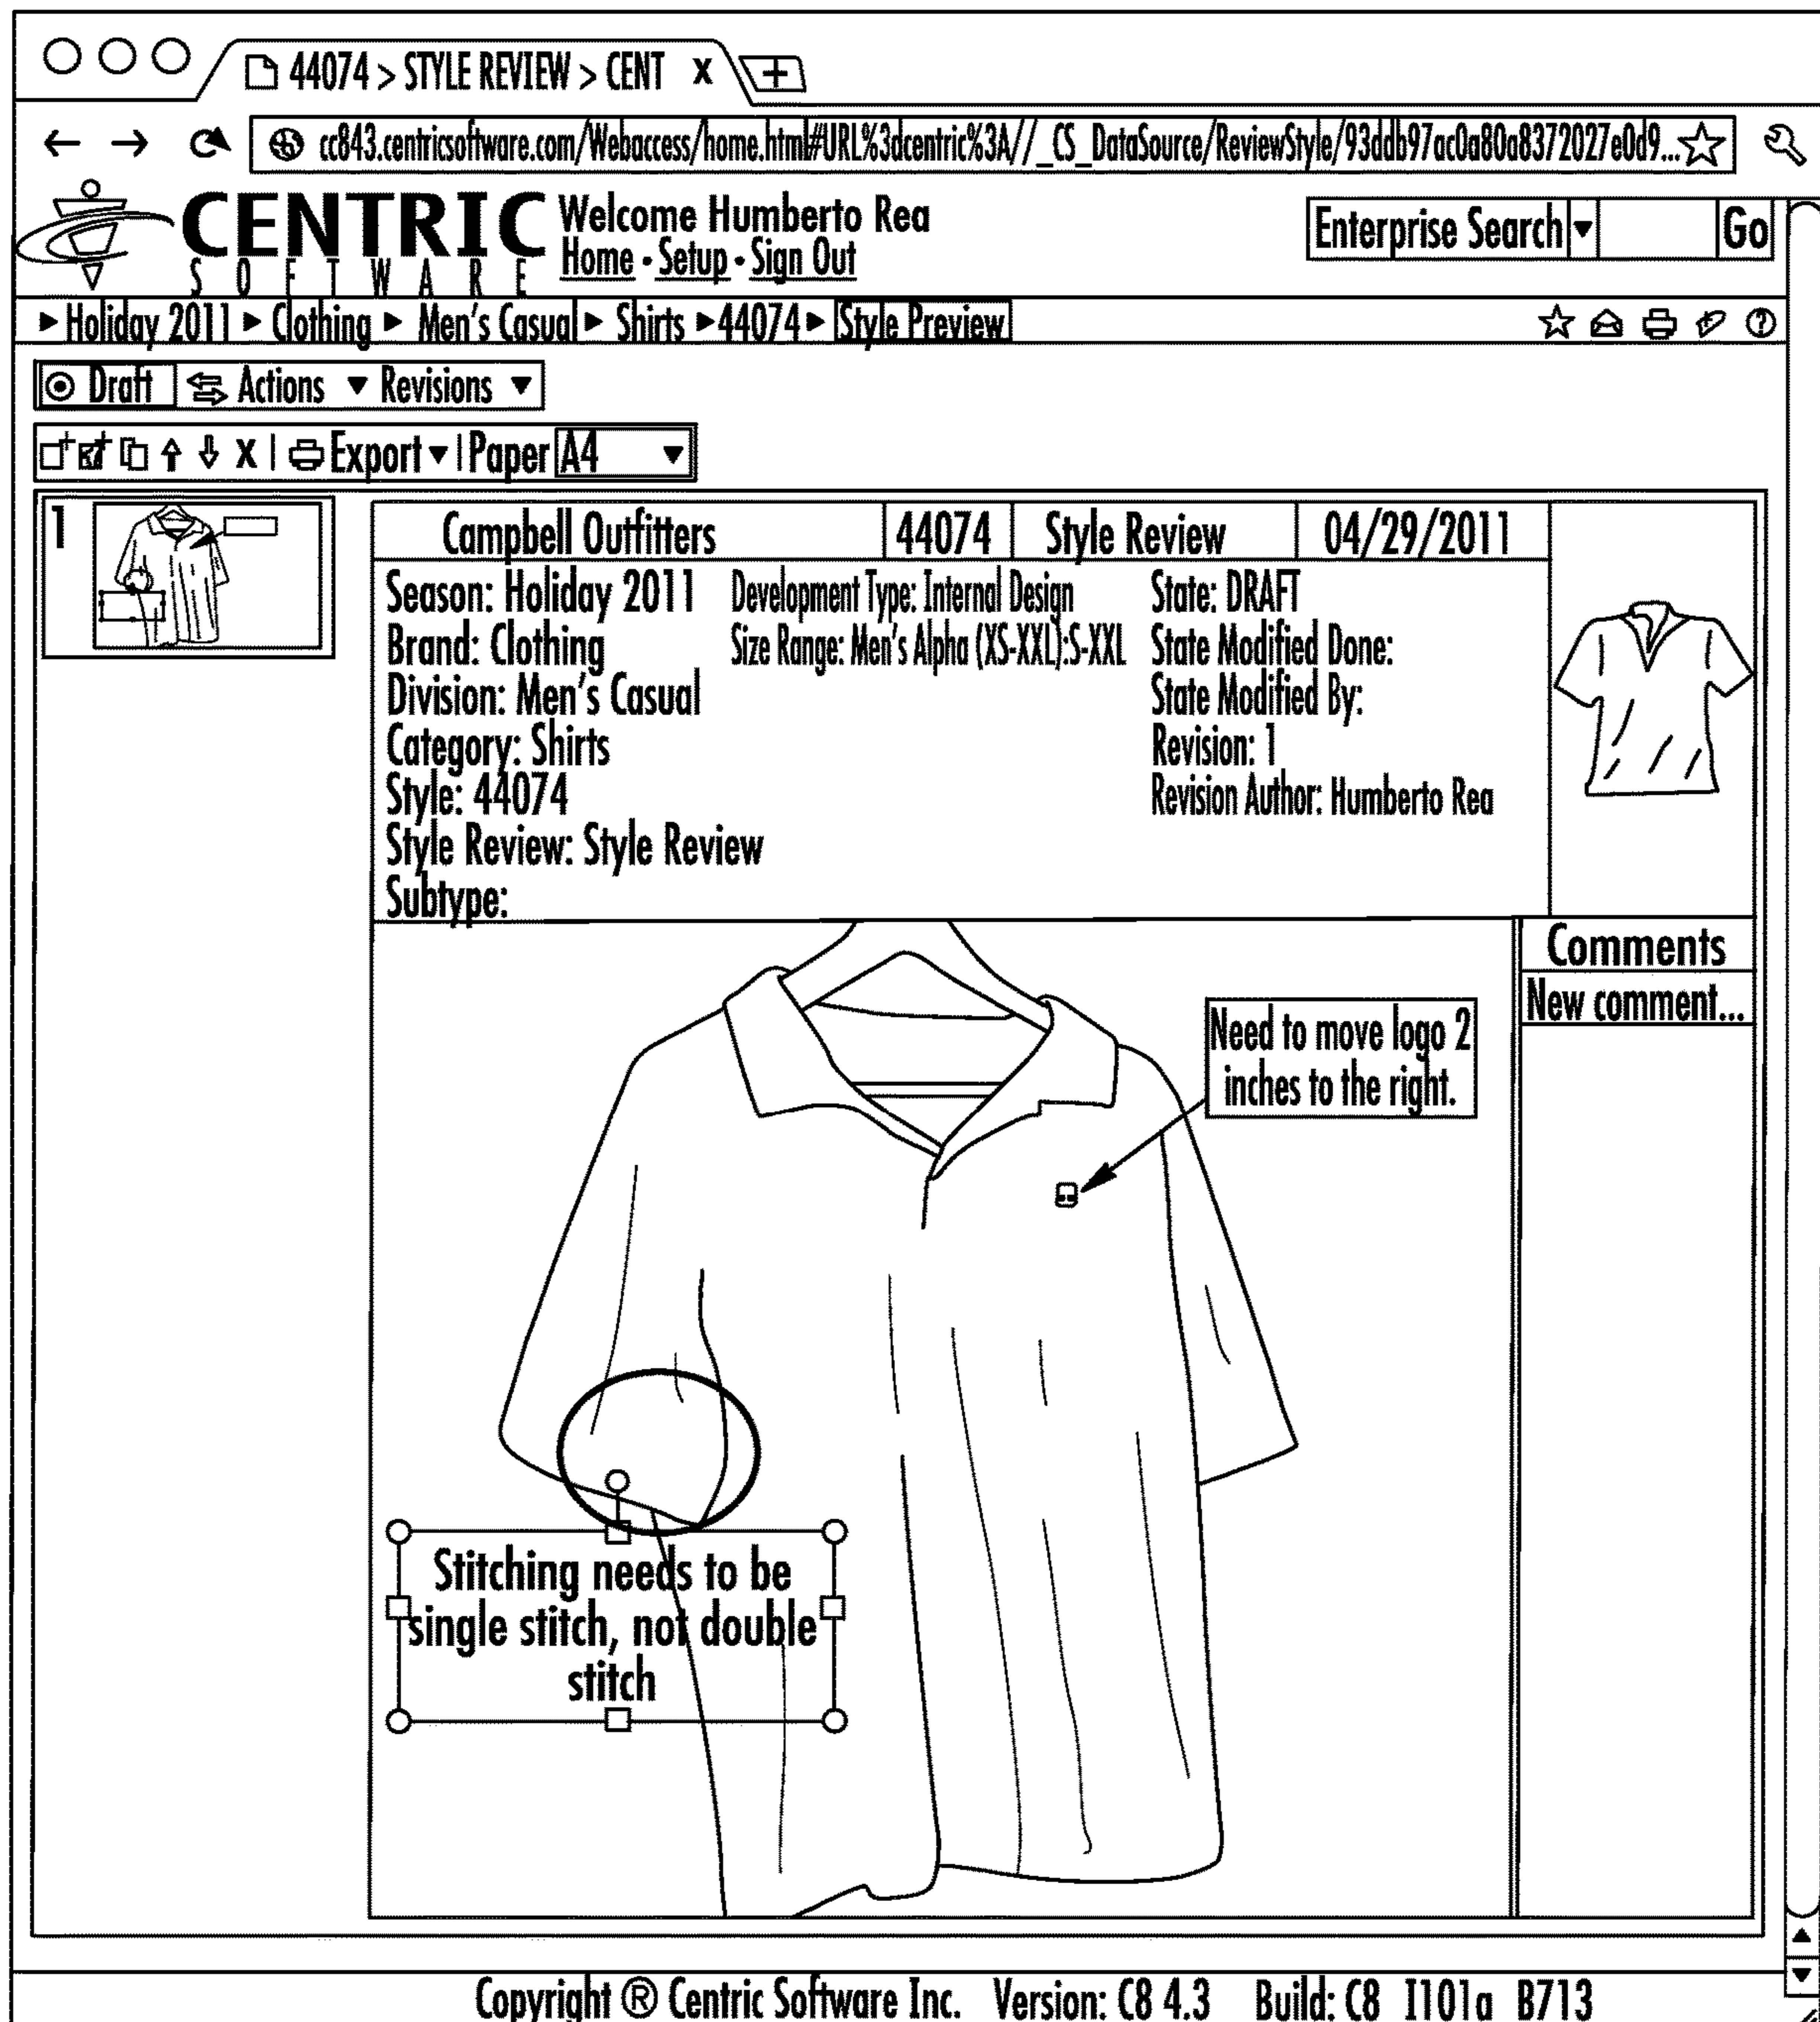 44074 > STYLE REVIEW > CENT X
cc843.centricsoftware.com/Webaccess/home.html#URL%3dcentric%3A//_CS_DataSource/ReviewStyle/93ddb97ac0a80a8372027e0d9...
CENTRIC
SOFTWARE
Welcome Humberto Rea
Home - Setup - Sign Out
Enterprise Search Go
Holiday 2011 Clothing Men's Casual Shirts 44074 Style Preview
Draft Actions Revisions
X | Export | Paper A4
1
Campbell Outfitters 44074 Style Review 04/29/2011
Season: Holiday 2011 Development Type: Internal Design State: DRAFT
Brand: Clothing Size Range: Men's Alpha (XS-XXL):S-XXL State Modified Done:
Division: Men's Casual State Modified By:
Category: Shirts Revision: 1
Style: 44074 Revision Author: Humberto Rea
Style Review: Style Review
Subtype:
Comments
New comment...
Need to move logo 2
inches to the right.
Stitching needs to be
single stitch, not double
stitch
Copyright ® Centric Software Inc. Version: C8 4.3 Build: C8 I101a B713